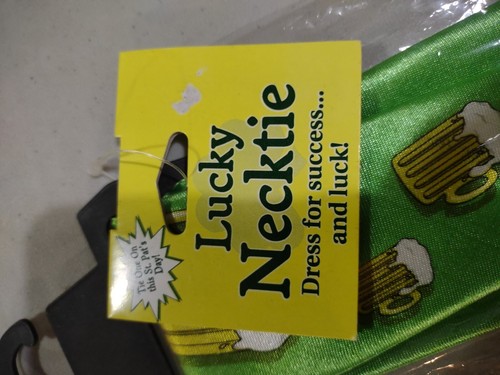 Lucky
Necktie
Dress for success...
and luck!
Tie One On
this St. Pat's
Day!